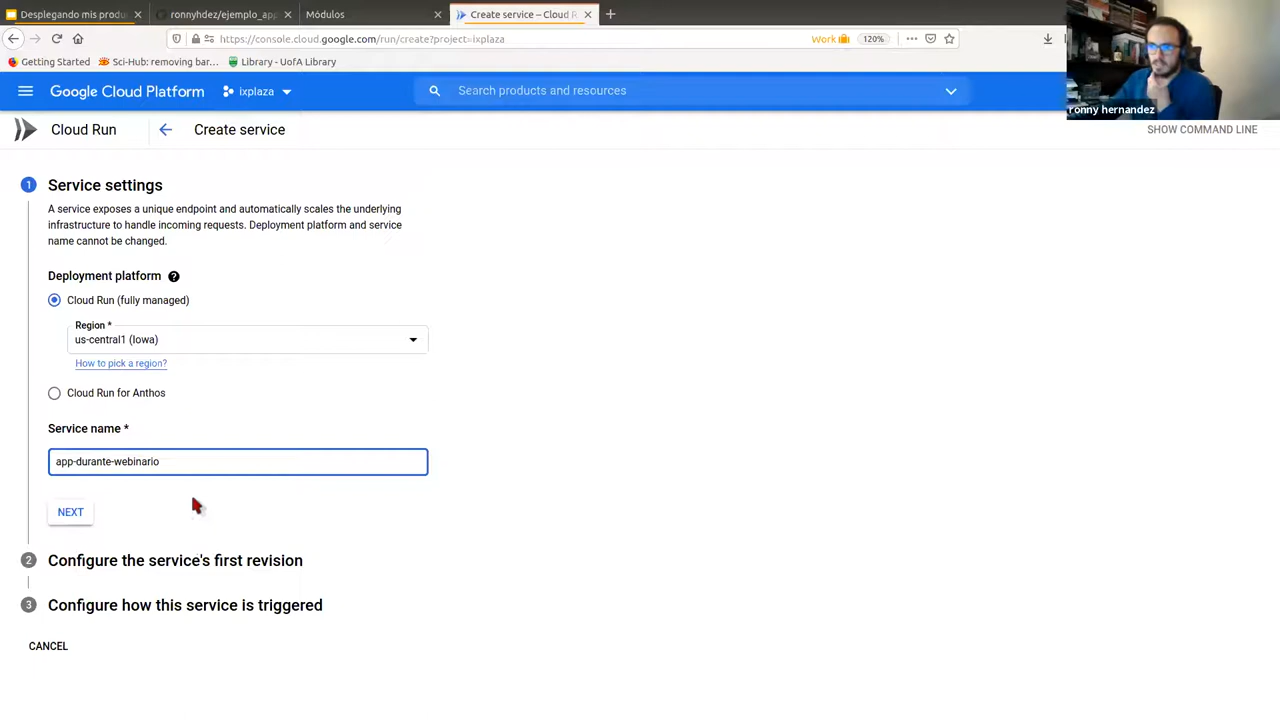 Desplegando mis produ
ronnyhdez/ejemplo_app
Módulos
Create service – Cloud R
https://console.cloud.google.com/run/create?project=ixplaza
Work
120%
Getting Started
Sci-Hub: removing bar...
Library - UofA Library
Google Cloud Platform
ixplaza
Search products and resources
ronny hernandez
Cloud Run
Create service
SHOW COMMAND LINE
1 Service settings
A service exposes a unique endpoint and automatically scales the underlying
infrastructure to handle incoming requests. Deployment platform and service
name cannot be changed.
Deployment platform ?
Cloud Run (fully managed)
Region *
us-central1 (Iowa)
How to pick a region?
Cloud Run for Anthos
Service name *
app-durante-webinario
NEXT
2 Configure the service's first revision
3 Configure how this service is triggered
CANCEL